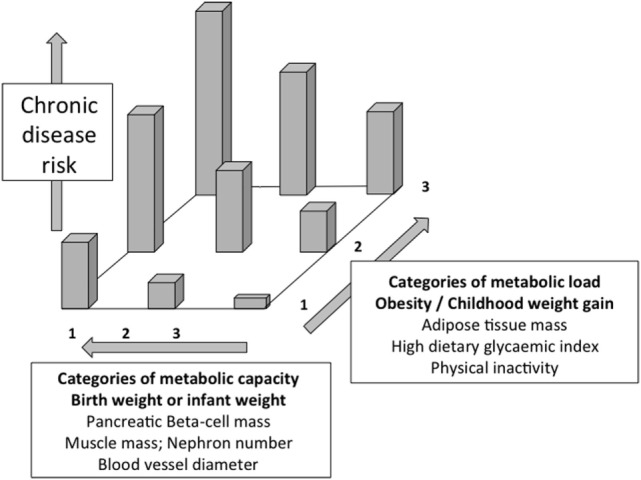 Chronic
disease
risk
3
2
1
1 2 3
Categories of metabolic load
Obesity / Childhood weight gain
Adipose tissue mass
High dietary glycaemic index
Physical inactivity
Categories of metabolic capacity
Birth weight or infant weight
Pancreatic Beta-cell mass
Muscle mass; Nephron number
Blood vessel diameter